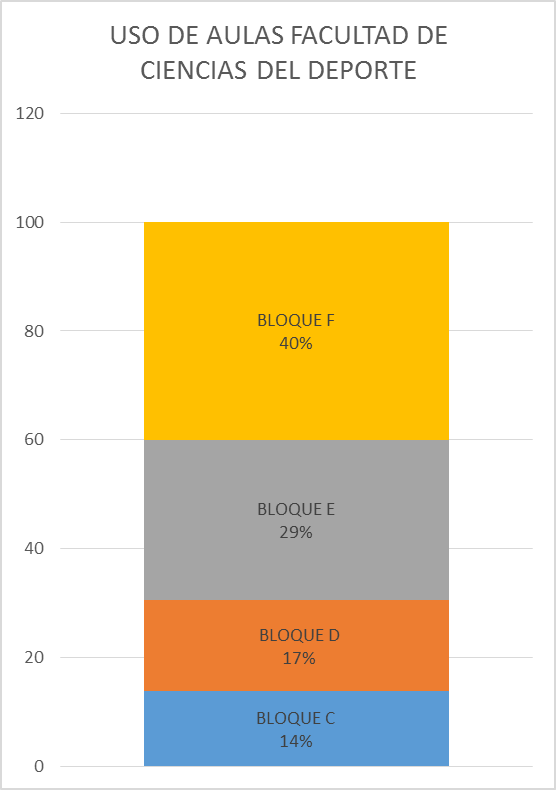 USO DE AULAS FACULTAD DE
CIENCIAS DEL DEPORTE
120
100
80
60
40
20
0
BLOQUE F
40%
BLOQUE E
29%
BLOQUE D
17%
BLOQUE C
14%